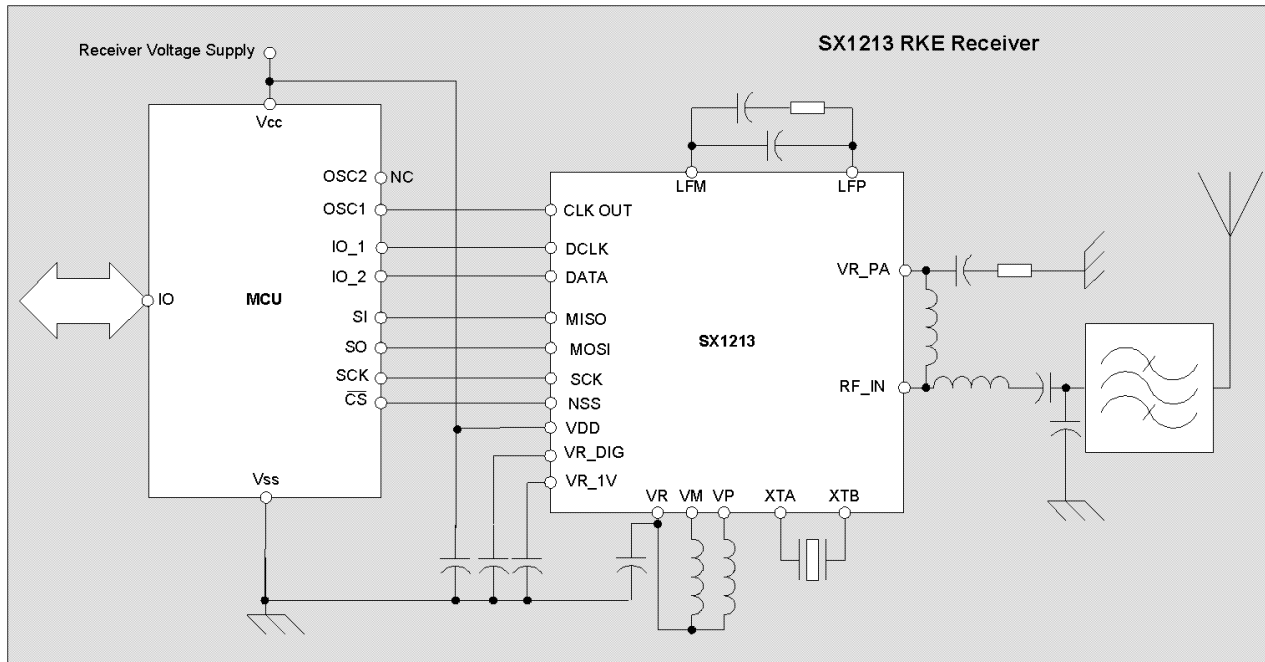 SX1213 RKE Receiver
Receiver Voltage Supply
Vcc
OSC2
NC
OSC1
IO_1
IO_2
IO
MCU
SI
SO
SCK
CS
Vss
LFM
LFP
CLK OUT
DCLK
DATA
MISO
MOSI
SCK
NSS
VDD
VR_DIG
VR_1V
SX1213
VR_PA
RF_IN
VR
VM
VP
XTA
XTB